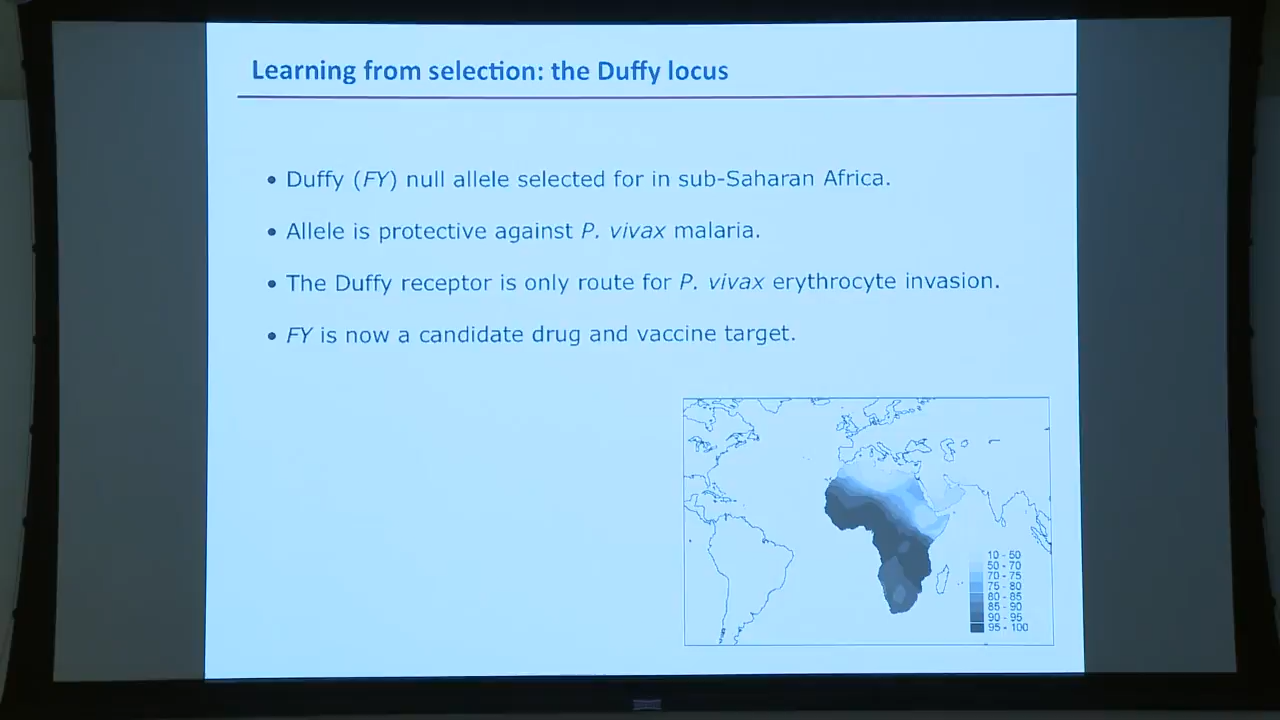 Learning from selection: the Duffy locus
• Duffy (FY) null allele selected for in sub-Saharan Africa.
• Allele is protective against P. vivax malaria.
• The Duffy receptor is only route for P. vivax erythrocyte invasion.
• FY is now a candidate drug and vaccine target.
10 - 50
50 - 70
70 - 75
75 - 80
80 - 85
85 - 90
90 - 95
95 - 100